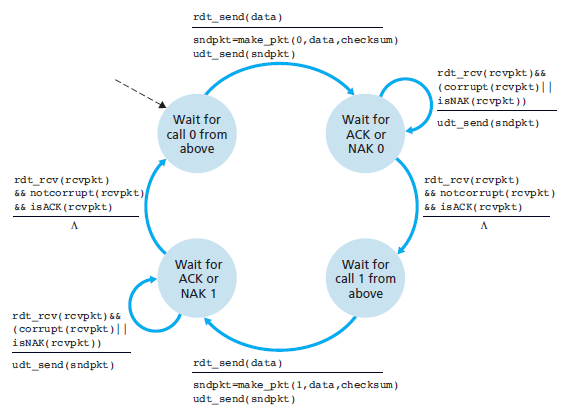 rdt_send(data)
sndpkt=make_pkt(0,data,checksum)
udt_send(sndpkt)
Wait for
call 0 from
above
Wait for
ACK or
NAK 0
rdt_rcv(rcvpkt)&&
(corrupt(rcvpkt)||
isNAK(rcvpkt))
udt_send(sndpkt)
rdt_rcv(rcvpkt)
&& notcorrupt(rcvpkt)
&& isACK(rcvpkt)
Λ
rdt_rcv(rcvpkt)
&& notcorrupt(rcvpkt)
&& isACK(rcvpkt)
Λ
Wait for
ACK or
NAK 1
Wait for
call 1 from
above
rdt_rcv(rcvpkt)&&
(corrupt(rcvpkt)||
isNAK(rcvpkt))
udt_send(sndpkt)
rdt_send(data)
sndpkt=make_pkt(1,data,checksum)
udt_send(sndpkt)